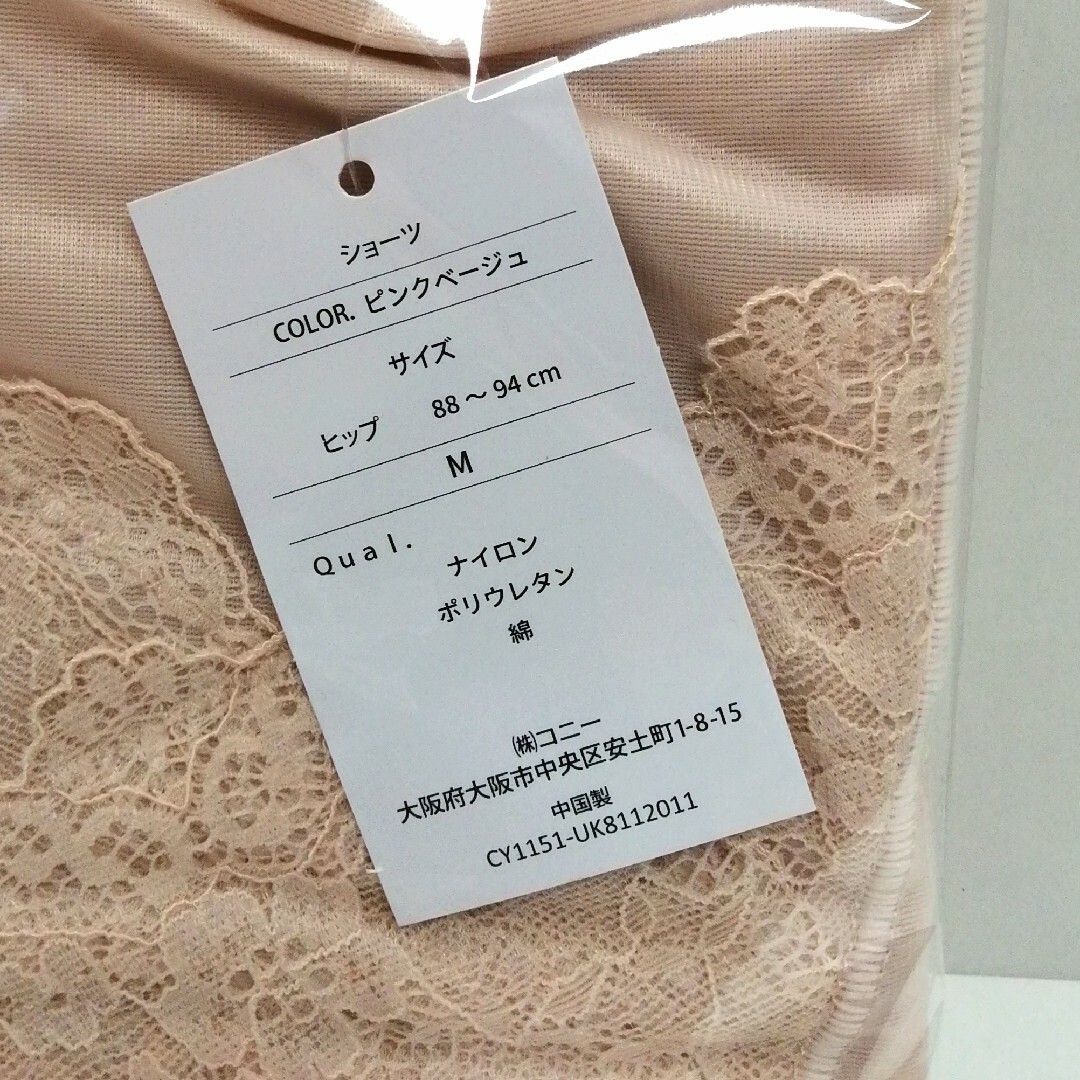 ショーツ
COLOR. ピンクベージュ
サイズ
ヒップ 88～94 cm
M
Qual.
ナイロン
ポリウレタン
綿
㈱コニー
大阪府大阪市中央区安土町1-8-15
中国製
CY1151-UK8112011